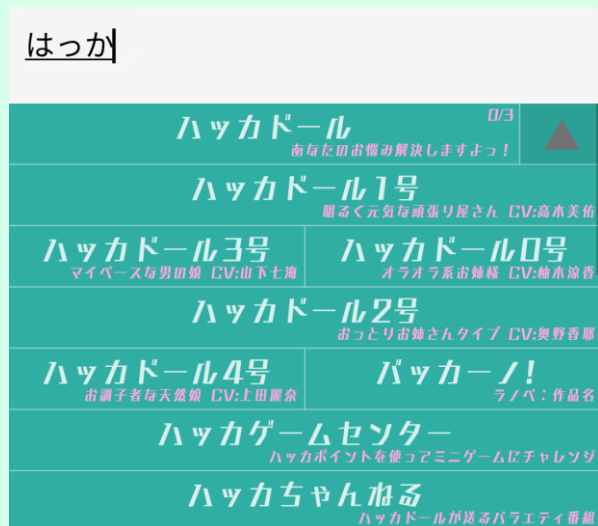 はっか
ハッカドール
0/3
あなたのお悩み解決しますよっ!
ハッカドール1号
明るく元気な頑張り屋さん CV:高木美佑
ハッカドール3号
マイペースな男の娘 CV:山下七海
ハッカドール0号
オラオラ系お姉様 CV:柚木涼香
ハッカドール2号
おっとりお姉さんタイプ CV:奥野香耶
ハッカドール4号
お調子者な天然娘 CV:上田麗奈
バッカーノ!
ラノベ:作品名
ハッカゲームセンター
ハッカポイントを使ってミニゲームにチャレンジ
ハッカちゃんねる
ハッカドールが送るバラエティ番組